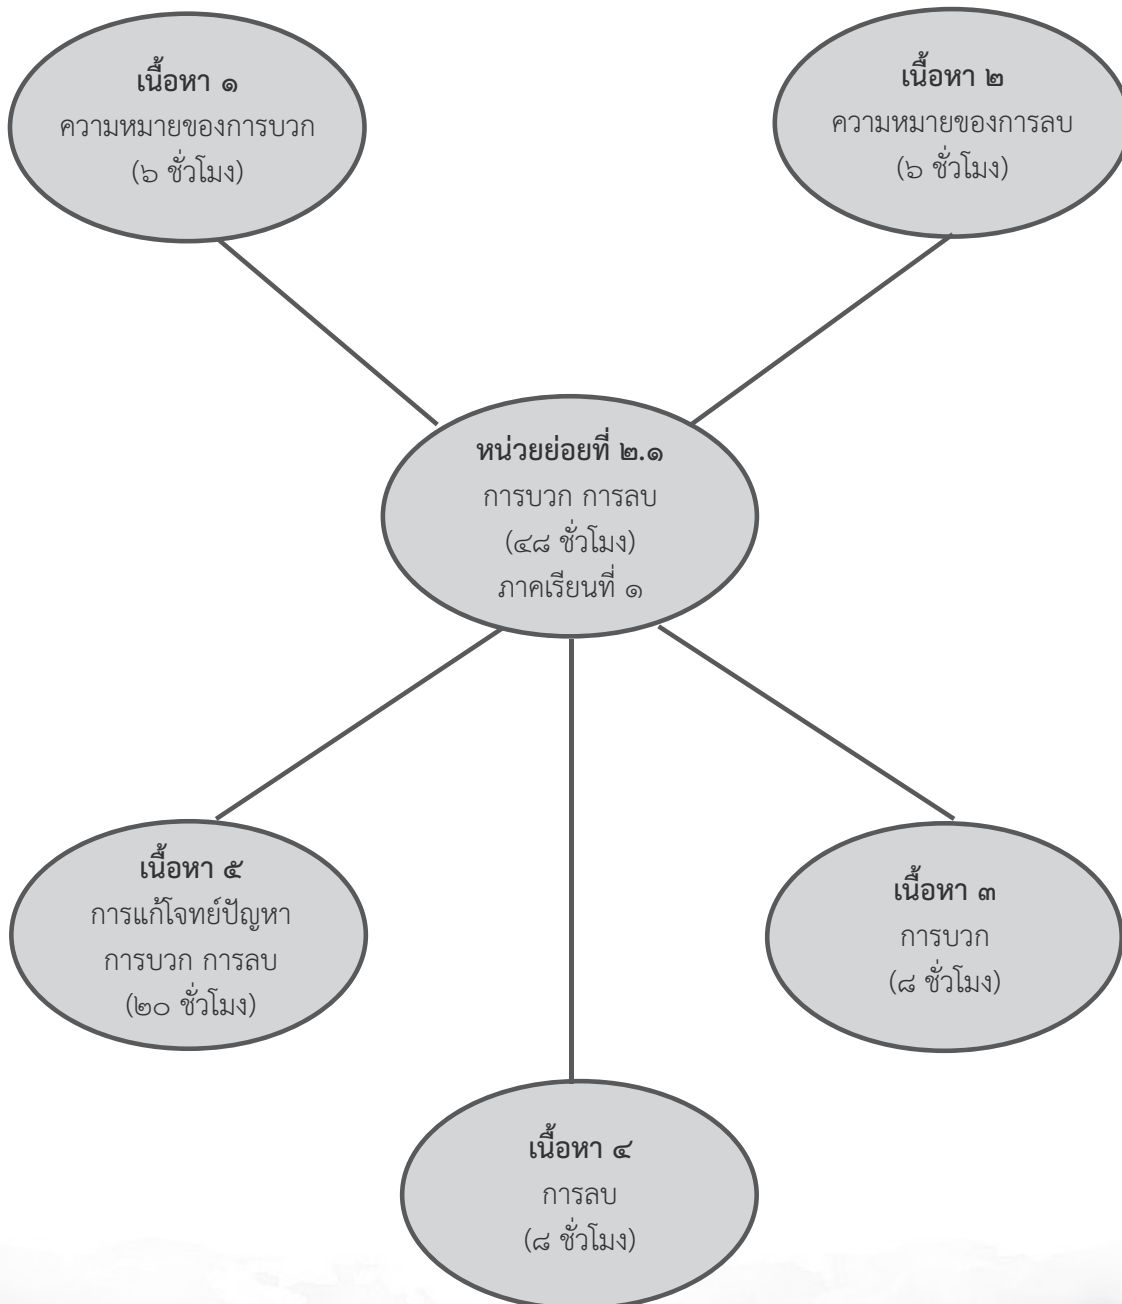 เนื้อหา ๑
ความหมายของการบวก
(๖ ชั่วโมง)
เนื้อหา ๒
ความหมายของการลบ
(๖ ชั่วโมง)
หน่วยย่อยที่ ๒.๑
การบวก การลบ
(๔๘ ชั่วโมง)
ภาคเรียนที่ ๑
เนื้อหา ๕
การแก้โจทย์ปัญหา
การบวก การลบ
(๒๐ ชั่วโมง)
เนื้อหา ๓
การบวก
(๘ ชั่วโมง)
เนื้อหา ๔
การลบ
(๘ ชั่วโมง)